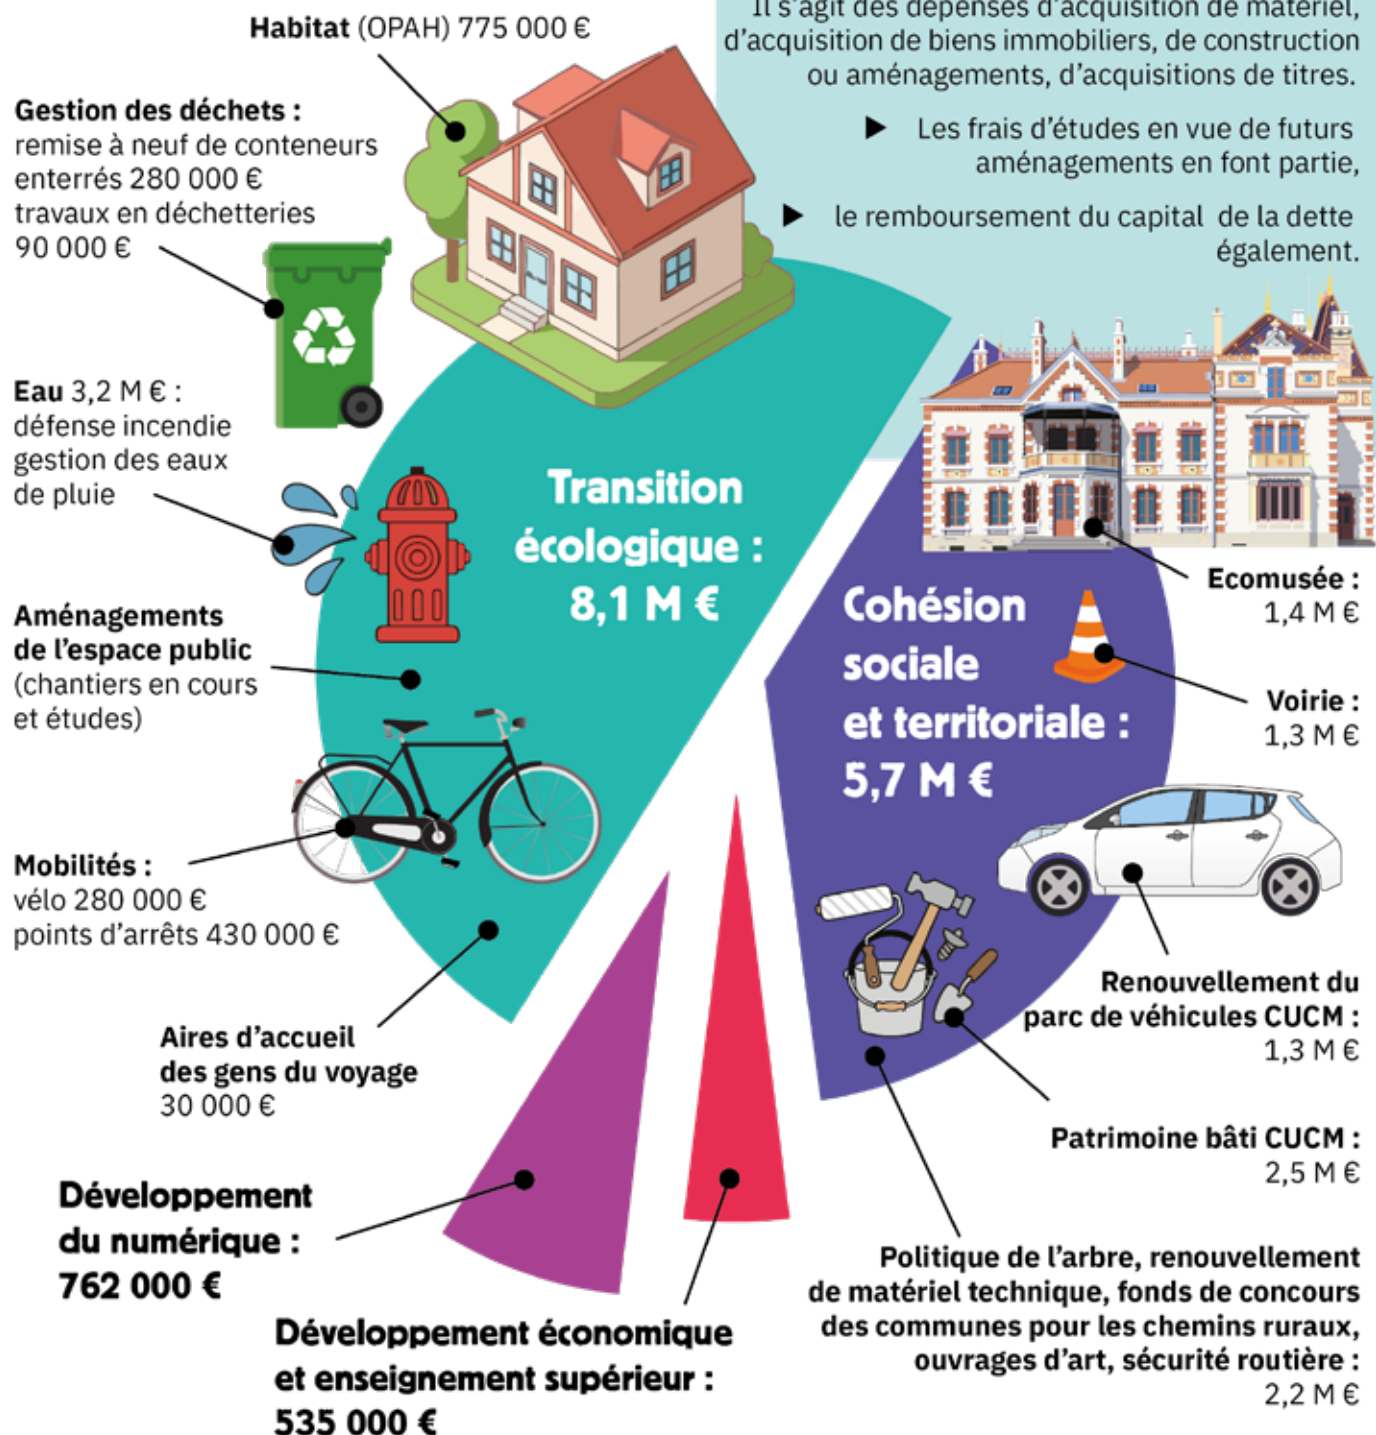 Il s'agit des dépenses d'acquisition de matériel,
d'acquisition de biens immobiliers, de construction
ou aménagements, d'acquisitions de titres.
▶ Les frais d'études en vue de futurs
aménagements en font partie,
▶ le remboursement du capital de la dette
également.
Habitat (OPAH) 775 000 €
Gestion des déchets :
remise à neuf de conteneurs
enterrés 280 000 €
travaux en déchetteries
90 000 €
Eau 3,2 M € :
défense incendie
gestion des eaux
de pluie
Aménagements
de l'espace public
(chantiers en cours
et études)
Mobilités :
vélo 280 000 €
points d'arrêts 430 000 €
Aires d'accueil
des gens du voyage
30 000 €
Transition
écologique :
8,1 M €
Cohésion
sociale
et territoriale :
5,7 M €
Ecomusée :
1,4 M €
Voirie :
1,3 M €
Renouvellement du
parc de véhicules CUCM :
1,3 M €
Patrimoine bâti CUCM :
2,5 M €
Politique de l'arbre, renouvellement
de matériel technique, fonds de concours
des communes pour les chemins ruraux,
ouvrages d'art, sécurité routière :
2,2 M €
Développement
du numérique :
762 000 €
Développement économique
et enseignement supérieur :
535 000 €